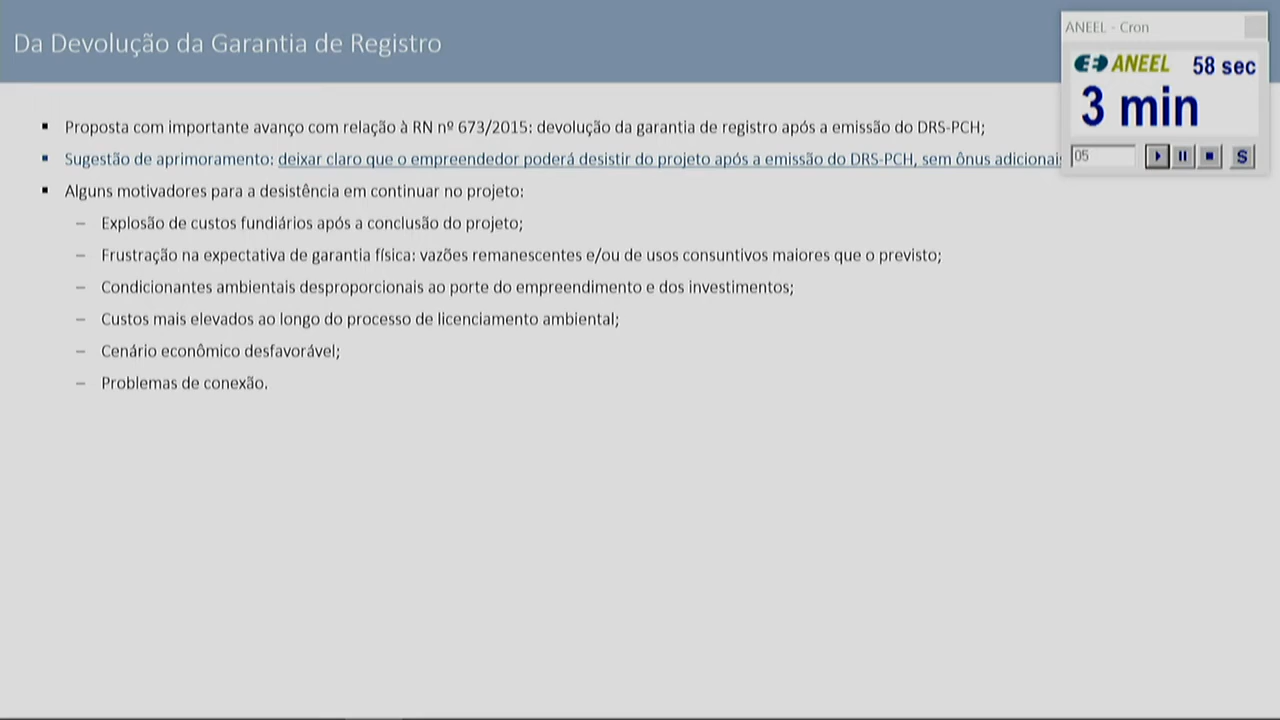 Da Devolução da Garantia de Registro
ANEEL - Cron
ANEEL 58 sec
3 min
05
S
▪ Proposta com importante avanço com relação à RN nº 673/2015: devolução da garantia de registro após a emissão do DRS-PCH;
▪ Sugestão de aprimoramento: deixar claro que o empreendedor poderá desistir do projeto após a emissão do DRS-PCH, sem ônus
▪ Alguns motivadores para a desistência em continuar no projeto:
– Explosão de custos fundiários após a conclusão do projeto;
– Frustração na expectativa de garantia física: vazões remanescentes e/ou de usos consuntivos maiores que o previsto;
– Condicionantes ambientais desproporcionais ao porte do empreendimento e dos investimentos;
– Custos mais elevados ao longo do processo de licenciamento ambiental;
– Cenário econômico desfavorável;
– Problemas de conexão.